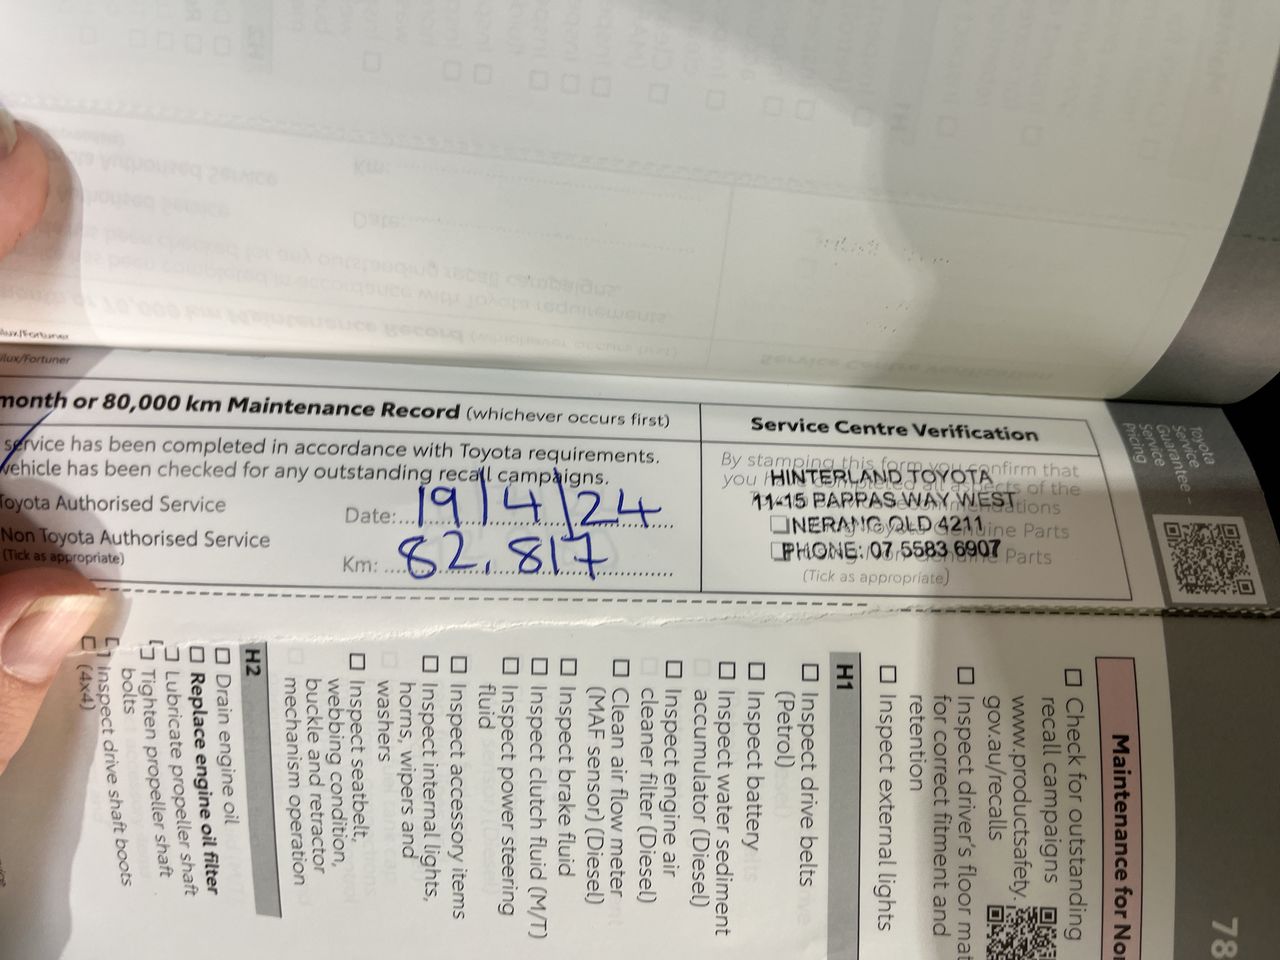 lux/Fortuner
month or 80,000 km Maintenance Record (whichever occurs first)
service has been completed in accordance with Toyota requirements.
vehicle has been checked for any outstanding recall campaigns.
Toyota Authorised Service
Non Toyota Authorised Service
(Tick as appropriate)
Date: 19/4/24
Km: 82,817
Service Centre Verification
By stamping this form you confirm that
HINTERLAND TOYOTA
11-15 PAPPAS WAY WEST
NERANG QLD 4211
PHONE: 07 5583 6907
(Tick as appropriate)
Toyota
Service
Guarantee -
Service
Pricing
78
Maintenance for Nor
☐ Check for outstanding
recall campaigns
www.productsafety.
gov.au/recalls
☐ Inspect driver's floor mat
for correct fitment and
retention
☐ Inspect external lights
H1
☐ Inspect drive belts
(Petrol)
☐ Inspect battery
☐ Inspect water sediment
accumulator (Diesel)
☐ Inspect engine air
cleaner filter (Diesel)
☐ Clean air flow meter
(MAF sensor) (Diesel)
☐ Inspect brake fluid
☐ Inspect clutch fluid (M/T)
☐ Inspect power steering
fluid
☐ Inspect accessory items
☐ Inspect internal lights,
horns, wipers and
washers
☐ Inspect seatbelt,
webbing condition,
buckle and retractor
mechanism operation
H2
☐ Drain engine oil
☐ Replace engine oil filter
☐ Lubricate propeller shaft
☐ Tighten propeller shaft
bolts
☐ Inspect drive shaft boots
(4x4)